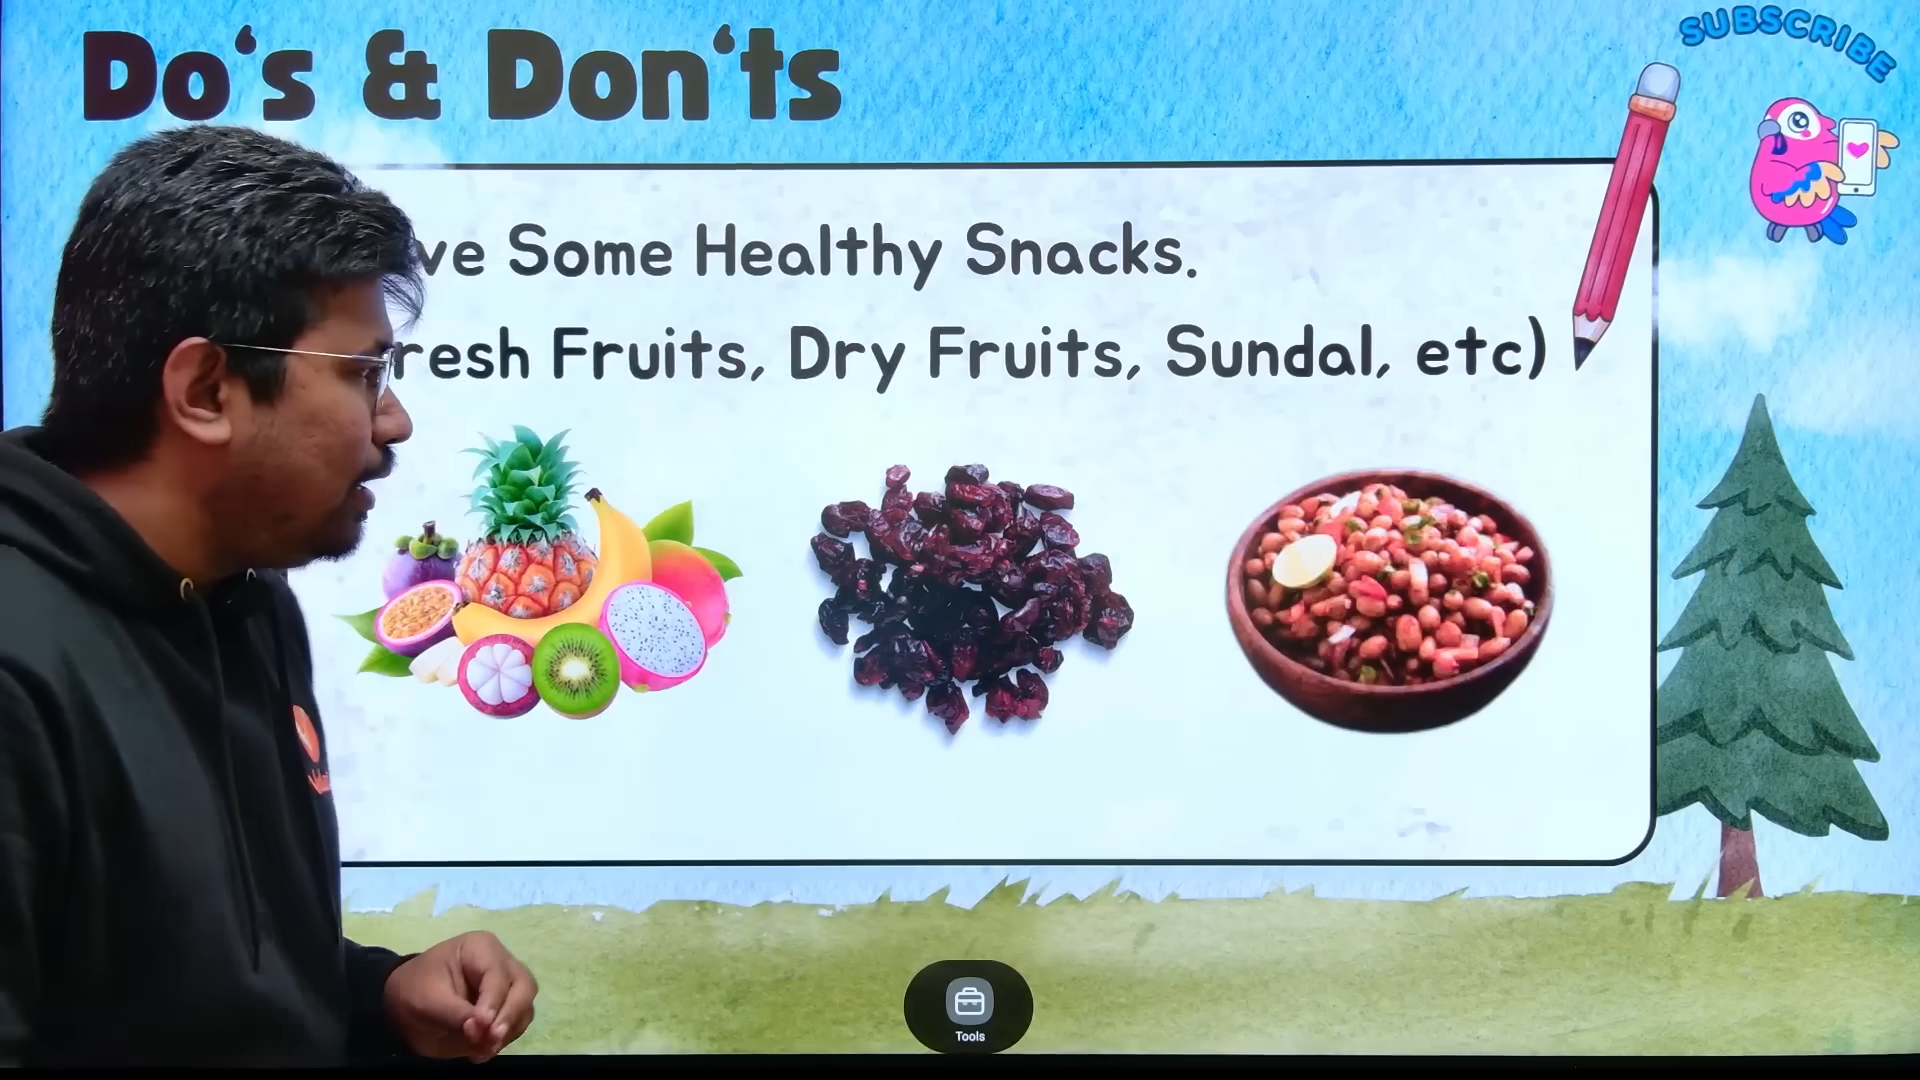 Do's & Don'ts
SUBSCRIBE
ve Some Healthy Snacks.
resh Fruits, Dry Fruits, Sundal, etc)
Tools